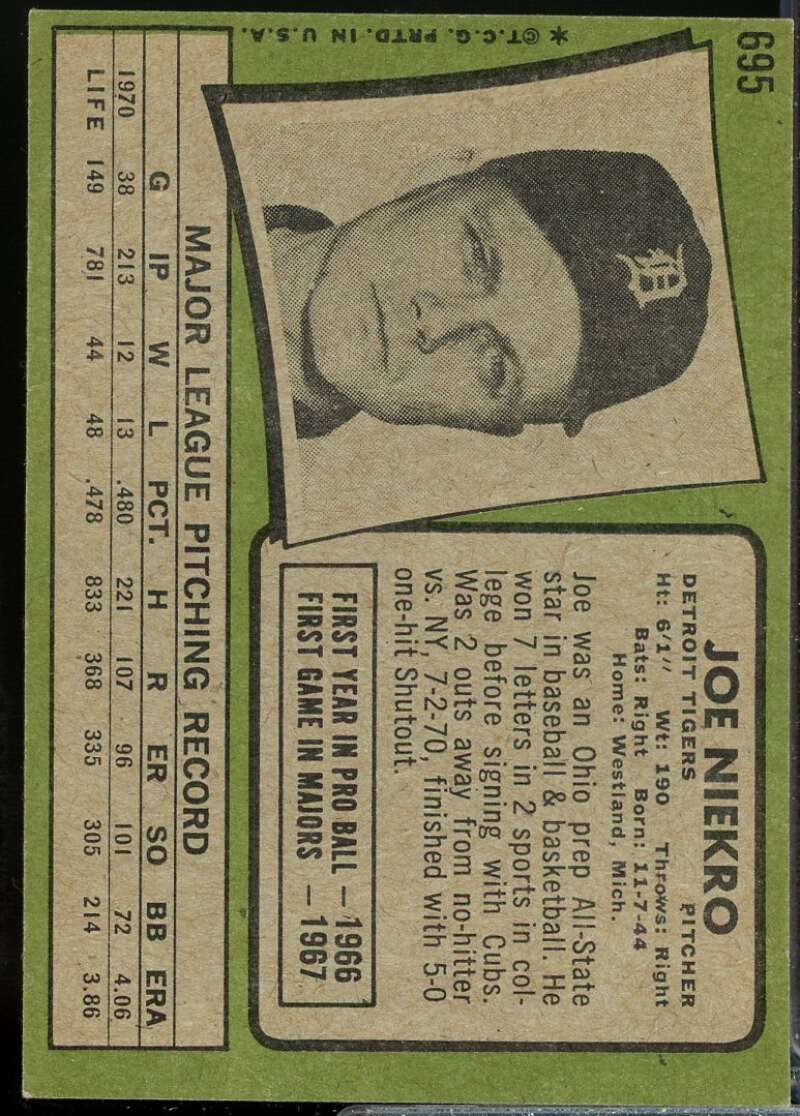 695
JOE NIEKRO
DETROIT TIGERS PITCHER
Ht: 6'1'' Wt: 190 Throws: Right
Bats: Right Born: 11-7-44
Home: Westland, Mich.
Joe was an Ohio prep All-State
star in baseball & basketball. He
won 7 letters in 2 sports in col-
lege before signing with Cubs.
Was 2 outs away from no-hitter
vs. NY, 7-2-70, finished with 5-0
one-hit Shutout.
FIRST YEAR IN PRO BALL — 1966
FIRST GAME IN MAJORS — 1967
D
✶ ©T.C.G. PRTD. IN U.S.A.
MAJOR LEAGUE PITCHING RECORD
G IP W L PCT. H R ER SO BB ERA
1970 38 213 12 13 .480 221 107 96 101 72 4.06
LIFE 149 781 44 48 .478 833 368 335 305 214 3.86